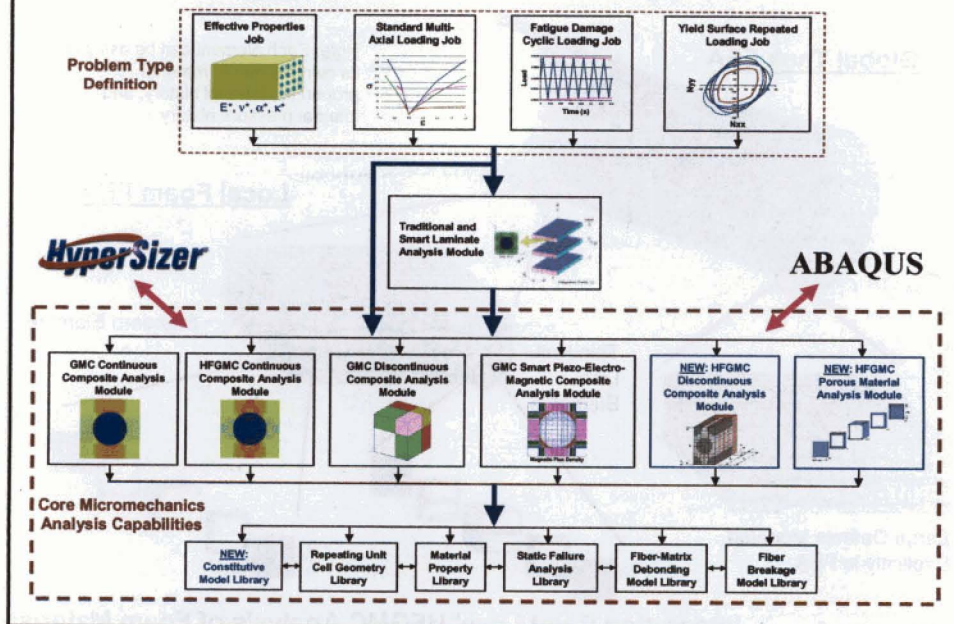 Effective Properties
Job
E*, ν*, α*, κ*
Standard Multi-
Axial Loading Job
Fatigue Damage
Cyclic Loading Job
Load
Time (s)
Yield Surface Repeated
Loading Job
Nyy
Nxx
Problem Type
Definition
Traditional and
Smart Laminate
Analysis Module
HyperSizer
ABAQUS
GMC Continuous
Composite Analysis
Module
HFGMC Continuous
Composite Analysis
Module
GMC Discontinuous
Composite Analysis
Module
GMC Smart Piezo-Electro-
Magnetic Composite
Analysis Module
Magnetic Flux Density
NEW: HFGMC
Discontinuous
Composite Analysis
Module
NEW: HFGMC
Porous Material
Analysis Module
Core Micromechanics
Analysis Capabilities
NEW:
Constitutive
Model Library
Repeating Unit
Cell Geometry
Library
Material
Property
Library
Static Failure
Analysis
Library
Fiber-Matrix
Debonding
Model Library
Fiber
Breakage
Model Library